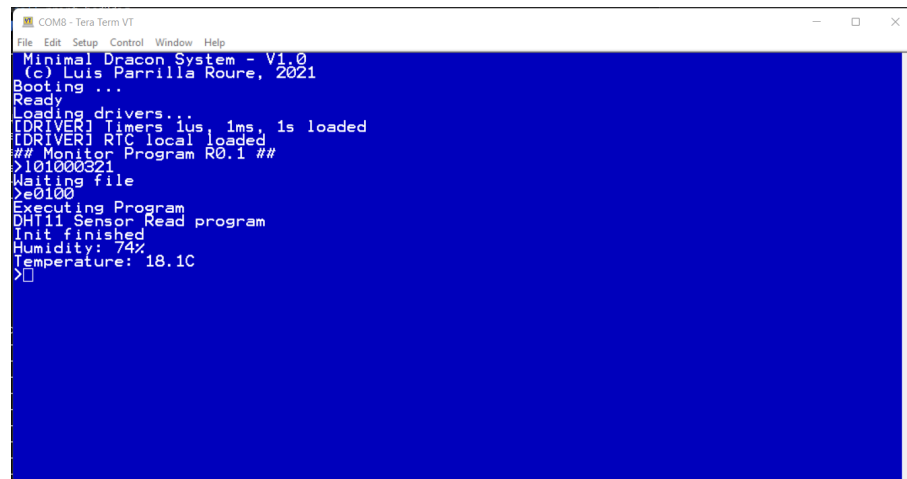 COM8 - Tera Term VT
File Edit Setup Control Window Help
Minimal Dracon System - V1.0
(c) Luis Parrilla Roure, 2021
Booting ...
Ready
Loading drivers...
[DRIVER] Timers 1us, 1ms, 1s loaded
[DRIVER] RTC local loaded
## Monitor Program R0.1 ##
>l01000321
Waiting file
>e0100
Executing Program
DHT11 Sensor Read program
Init finished
Humidity: 74%
Temperature: 18.1C
>